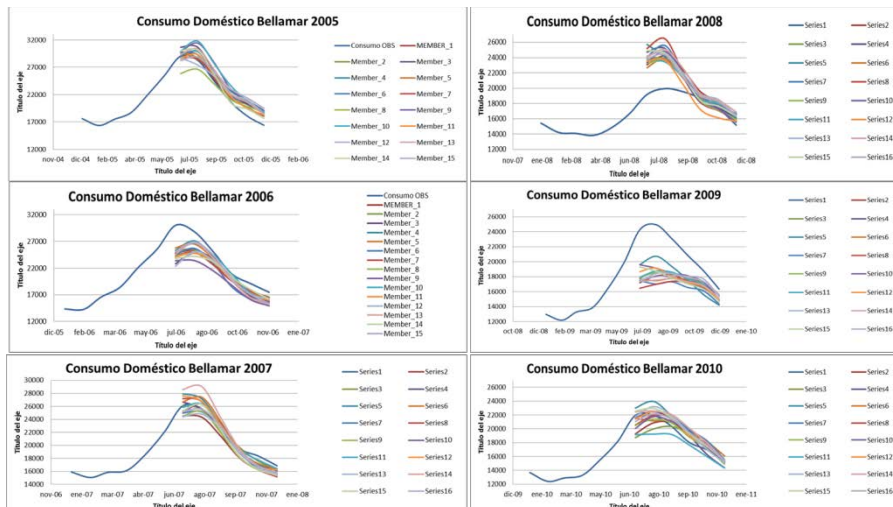 Consumo Doméstico Bellamar 2005
Título del eje
32000
27000
22000
17000
12000
nov-04 dic-04 feb-05 abr-05 may-05 jul-05 sep-05 oct-05 dic-05 feb-06
Título del eje
Consumo OBS MEMBER_1
Member_2 Member_3
Member_4 Member_5
Member_6 Member_7
Member_8 Member_9
Member_10 Member_11
Member_12 Member_13
Member_14 Member_15
Consumo Doméstico Bellamar 2008
Título del eje
28000
26000
24000
22000
20000
18000
16000
14000
12000
nov-07 ene-08 feb-08 abr-08 jun-08 jul-08 sep-08 oct-08 dic-08
Título del eje
Series1 Series2
Series3 Series4
Series5 Series6
Series7 Series8
Series9 Series10
Series11 Series12
Series13 Series14
Series15 Series16
Consumo Doméstico Bellamar 2006
Título del eje
32000
27000
22000
17000
12000
dic-05 feb-06 mar-06 may-06 jul-06 ago-06 oct-06 nov-06 ene-07
Título del eje
Consumo OBS
MEMBER_1
Member_2
Member_3
Member_4
Member_5
Member_6
Member_7
Member_8
Member_9
Member_10
Member_11
Member_12
Member_13
Member_14
Member_15
Consumo Doméstico Bellamar 2009
Título del eje
26000
24000
22000
20000
18000
16000
14000
12000
oct-08 dic-08 feb-09 mar-09 may-09 jul-09 ago-09 oct-09 dic-09 ene-10
Título del eje
Series1 Series2
Series3 Series4
Series5 Series6
Series7 Series8
Series9 Series10
Series11 Series12
Series13 Series14
Series15 Series16
Consumo Doméstico Bellamar 2007
Título del eje
30000
28000
26000
24000
22000
20000
18000
16000
14000
nov-06 ene-07 feb-07 abr-07 jun-07 ago-07 sep-07 nov-07 ene-08
Título del eje
Series1 Series2
Series3 Series4
Series5 Series6
Series7 Series8
Series9 Series10
Series11 Series12
Series13 Series14
Series15 Series16
Consumo Doméstico Bellamar 2010
Título del eje
26000
24000
22000
20000
18000
16000
14000
12000
dic-09 ene-10 mar-10 may-10 jun-10 ago-10 sep-10 nov-10 ene-11
Título del eje
Series1 Series2
Series3 Series4
Series5 Series6
Series7 Series8
Series9 Series10
Series11 Series12
Series13 Series14
Series15 Series16